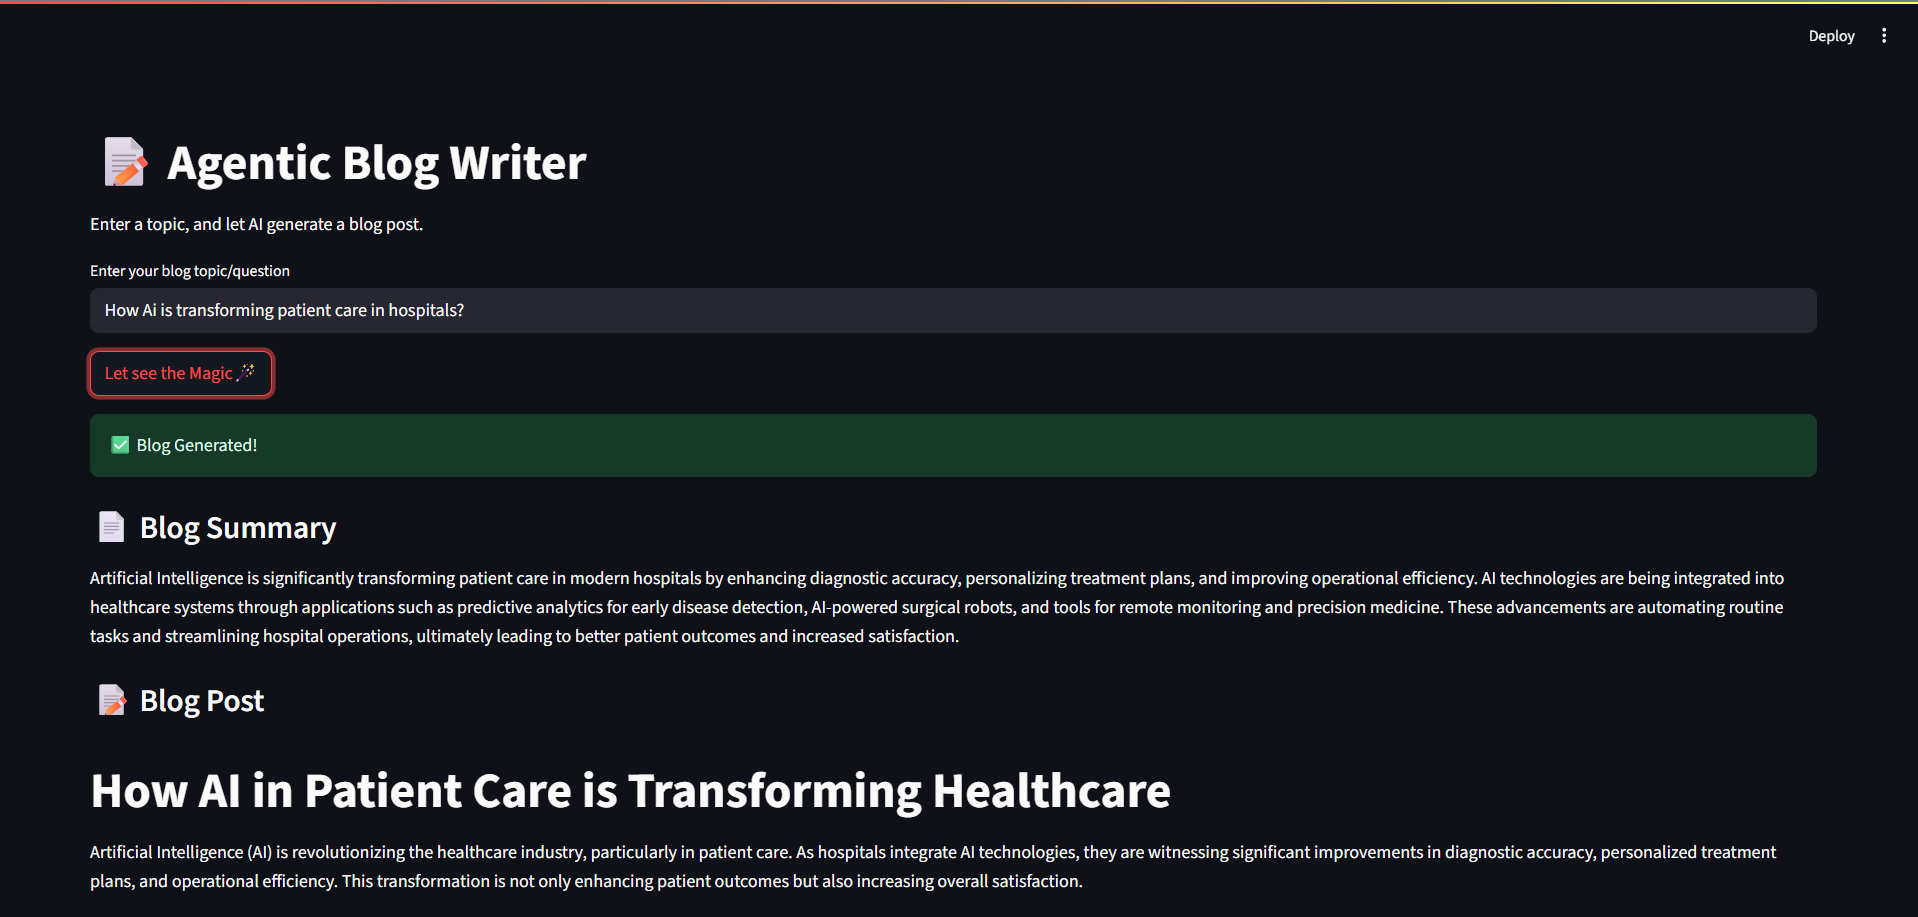 Deploy
Agentic Blog Writer
Enter a topic, and let AI generate a blog post.
Enter your blog topic/question
How Ai is transforming patient care in hospitals?
Let see the Magic
Blog Generated!
Blog Summary
Artificial Intelligence is significantly transforming patient care in modern hospitals by enhancing diagnostic accuracy, personalizing treatment plans, and improving operational efficiency. AI technologies are being integrated into
healthcare systems through applications such as predictive analytics for early disease detection, AI-powered surgical robots, and tools for remote monitoring and precision medicine. These advancements are automating routine
tasks and streamlining hospital operations, ultimately leading to better patient outcomes and increased satisfaction.
Blog Post
How AI in Patient Care is Transforming Healthcare
Artificial Intelligence (AI) is revolutionizing the healthcare industry, particularly in patient care. As hospitals integrate AI technologies, they are witnessing significant improvements in diagnostic accuracy, personalized treatment
plans, and operational efficiency. This transformation is not only enhancing patient outcomes but also increasing overall satisfaction.